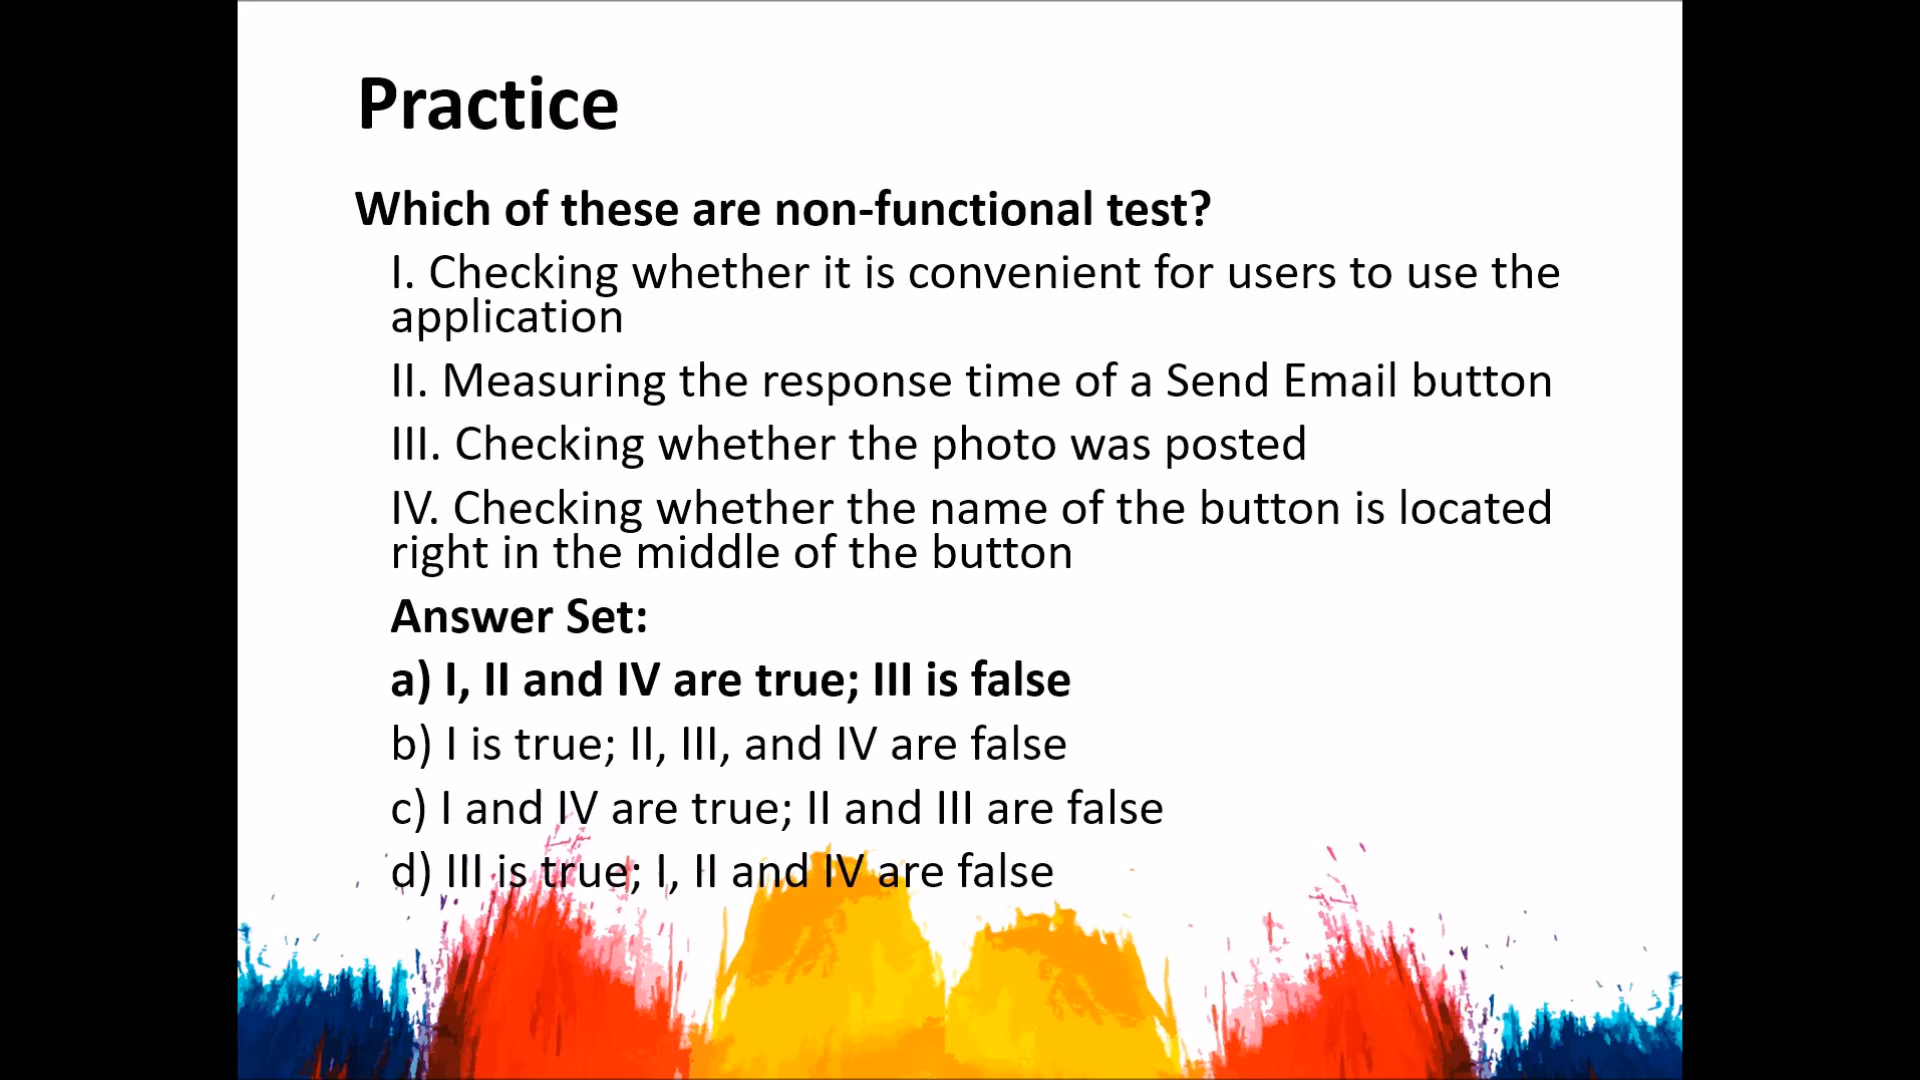 Practice
Which of these are non-functional test?
I. Checking whether it is convenient for users to use the
application
II. Measuring the response time of a Send Email button
III. Checking whether the photo was posted
IV. Checking whether the name of the button is located
right in the middle of the button
Answer Set:
a) I, II and IV are true; III is false
b) I is true; II, III, and IV are false
c) I and IV are true; II and III are false
d) III is true; I, II and IV are false